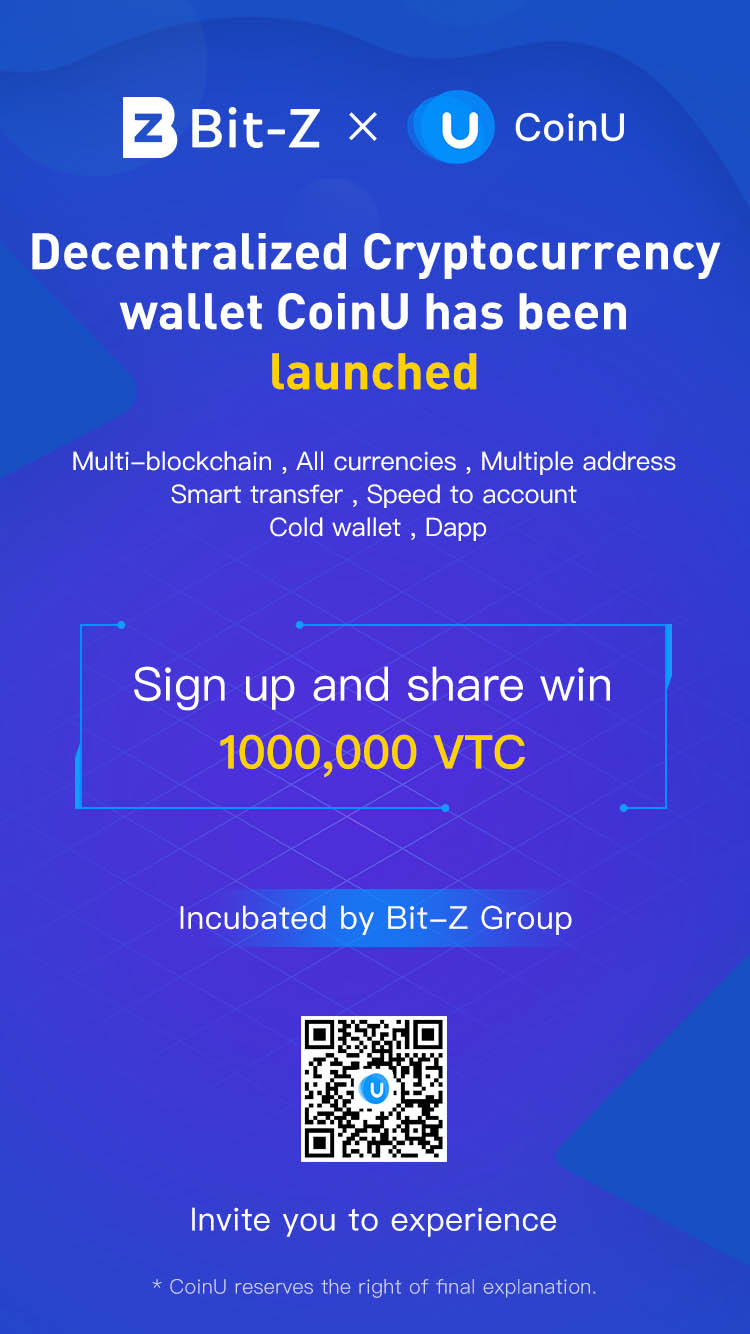 Bit-Z × CoinU
Decentralized Cryptocurrency
wallet CoinU has been
launched
Multi-blockchain , All currencies , Multiple address
Smart transfer , Speed to account
Cold wallet , Dapp
Sign up and share win
1000,000 VTC
Incubated by Bit-Z Group
Invite you to experience
* CoinU reserves the right of final explanation.